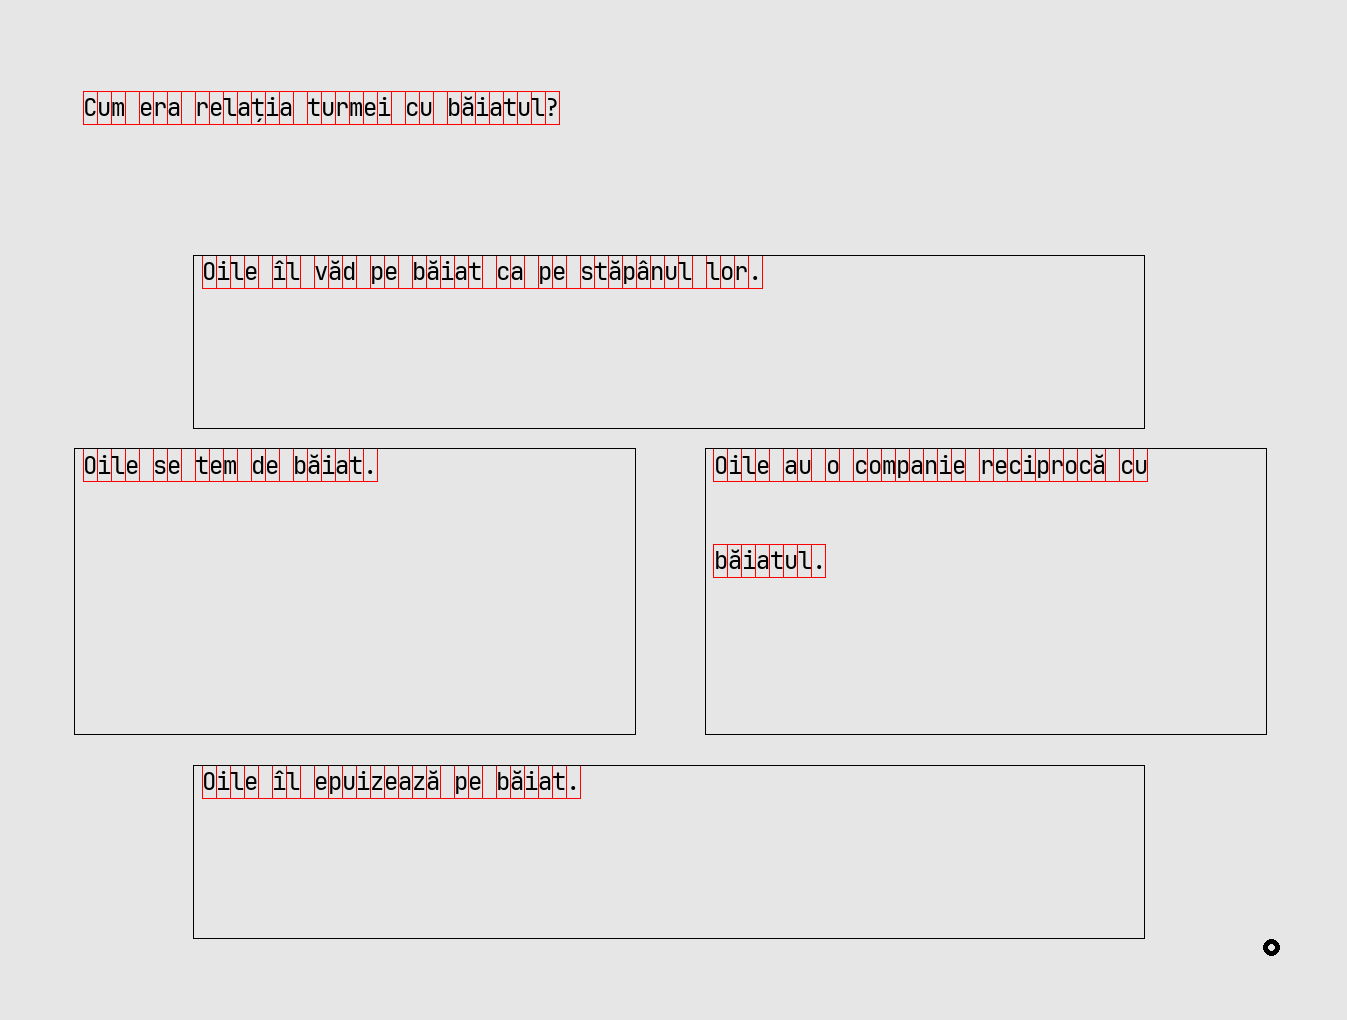 Cum era relația turmei cu băiatul?
Oile îl văd pe băiat ca pe stăpânul lor.
Oile se tem de băiat.
Oile au o companie reciprocă cu
băiatul.
Oile îl epuizează pe băiat.